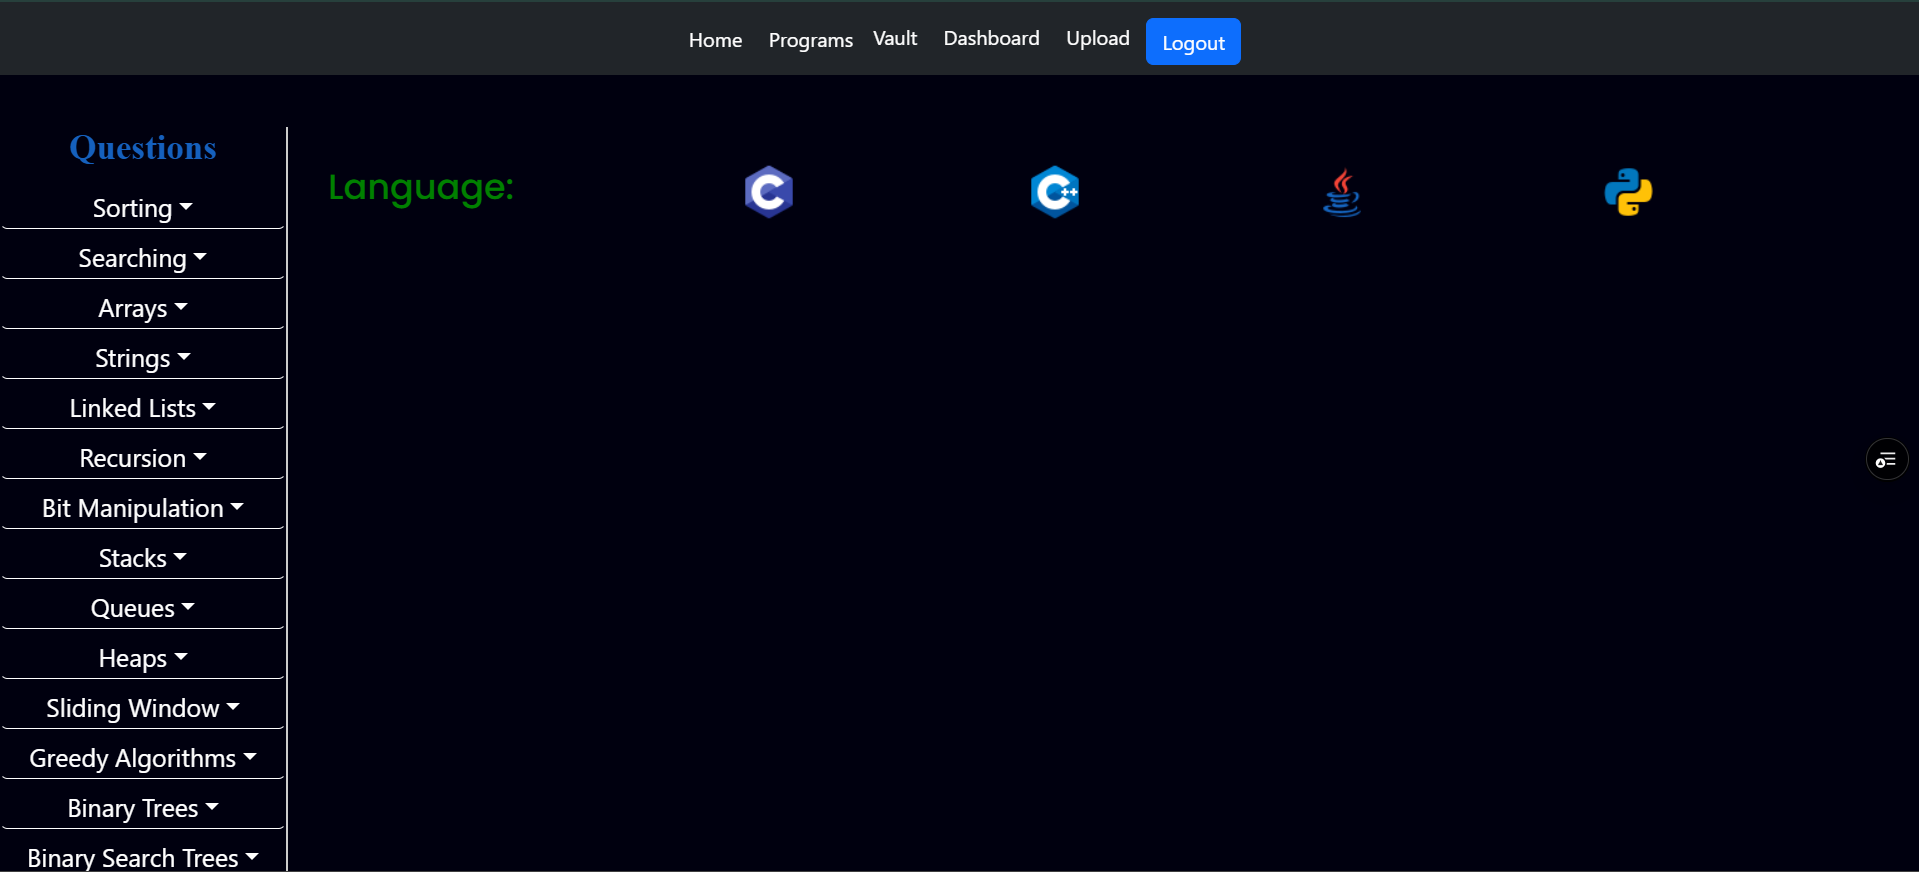 Home Programs Vault Dashboard Upload Logout
Questions
Sorting
Searching
Arrays
Strings
Linked Lists
Recursion
Bit Manipulation
Stacks
Queues
Heaps
Sliding Window
Greedy Algorithms
Binary Trees
Binary Search Trees
Language:
C
C++